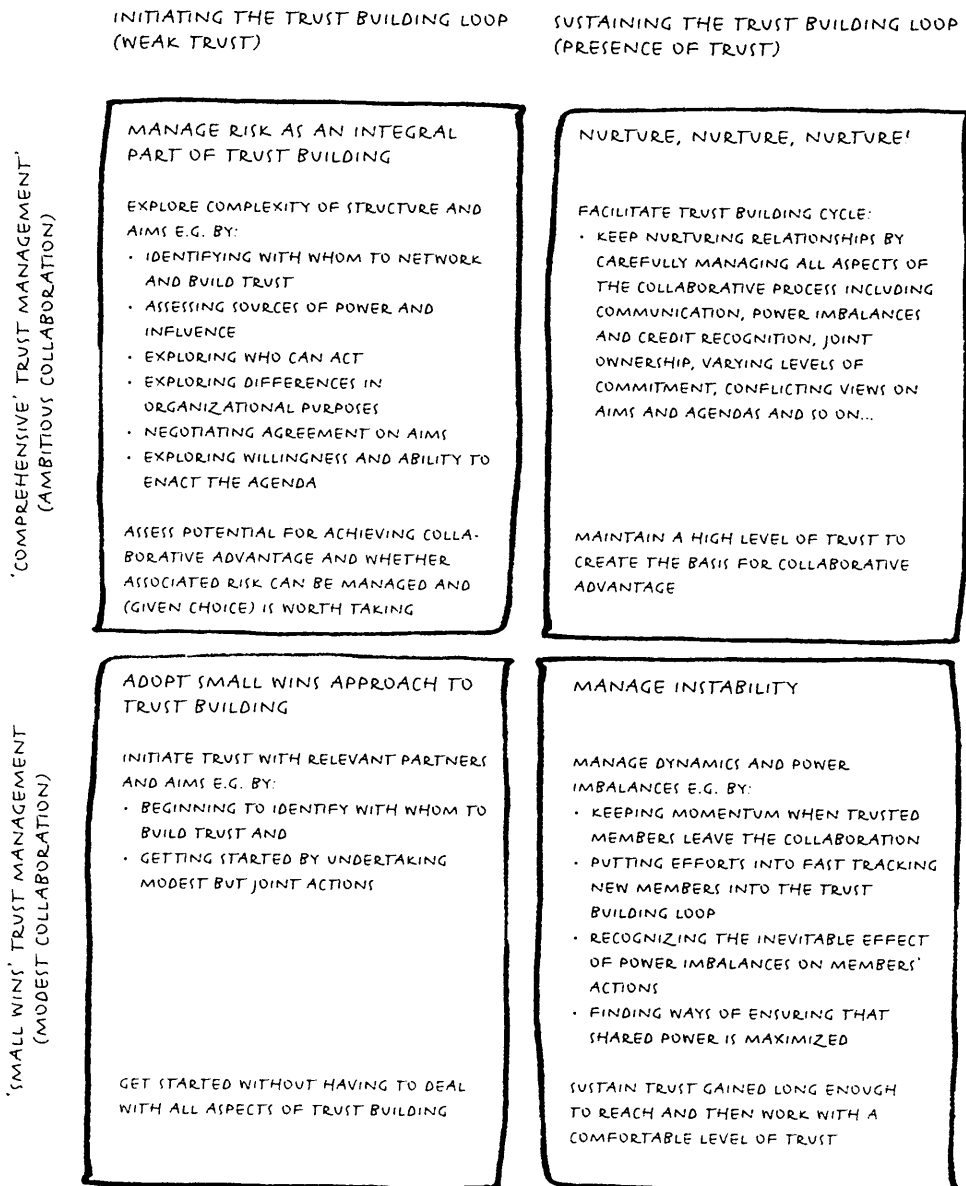 INITIATING THE TRUST BUILDING LOOP
(WEAK TRUST)
SUSTAINING THE TRUST BUILDING LOOP
(PRESENCE OF TRUST)
'COMPREHENSIVE' TRUST MANAGEMENT'
(AMBITIOUS COLLABORATION)
MANAGE RISK AS AN INTEGRAL
PART OF TRUST BUILDING
EXPLORE COMPLEXITY OF STRUCTURE AND
AIMS E.G. BY:
· IDENTIFYING WITH WHOM TO NETWORK
AND BUILD TRUST
· ASSESSING SOURCES OF POWER AND
INFLUENCE
· EXPLORING WHO CAN ACT
· EXPLORING DIFFERENCES IN
ORGANIZATIONAL PURPOSES
· NEGOTIATING AGREEMENT ON AIMS
· EXPLORING WILLINGNESS AND ABILITY TO
ENACT THE AGENDA
ASSESS POTENTIAL FOR ACHIEVING COLLA-
BORATIVE ADVANTAGE AND WHETHER
ASSOCIATED RISK CAN BE MANAGED AND
(GIVEN CHOICE) IS WORTH TAKING
NURTURE, NURTURE, NURTURE!
FACILITATE TRUST BUILDING CYCLE:
· KEEP NURTURING RELATIONSHIPS BY
CAREFULLY MANAGING ALL ASPECTS OF
THE COLLABORATIVE PROCESS INCLUDING
COMMUNICATION, POWER IMBALANCES
AND CREDIT RECOGNITION, JOINT
OWNERSHIP, VARYING LEVELS OF
COMMITMENT, CONFLICTING VIEWS ON
AIMS AND AGENDAS AND SO ON...
MAINTAIN A HIGH LEVEL OF TRUST TO
CREATE THE BASIS FOR COLLABORATIVE
ADVANTAGE
'SMALL WINS' TRUST MANAGEMENT
(MODEST COLLABORATION)
ADOPT SMALL WINS APPROACH TO
TRUST BUILDING
INITIATE TRUST WITH RELEVANT PARTNERS
AND AIMS E.G. BY:
· BEGINNING TO IDENTIFY WITH WHOM TO
BUILD TRUST AND
· GETTING STARTED BY UNDERTAKING
MODEST BUT JOINT ACTIONS
GET STARTED WITHOUT HAVING TO DEAL
WITH ALL ASPECTS OF TRUST BUILDING
MANAGE INSTABILITY
MANAGE DYNAMICS AND POWER
IMBALANCES E.G. BY:
· KEEPING MOMENTUM WHEN TRUSTED
MEMBERS LEAVE THE COLLABORATION
· PUTTING EFFORTS INTO FAST TRACKING
NEW MEMBERS INTO THE TRUST
BUILDING LOOP
· RECOGNIZING THE INEVITABLE EFFECT
OF POWER IMBALANCES ON MEMBERS'
ACTIONS
· FINDING WAYS OF ENSURING THAT
SHARED POWER IS MAXIMIZED
SUSTAIN TRUST GAINED LONG ENOUGH
TO REACH AND THEN WORK WITH A
COMFORTABLE LEVEL OF TRUST